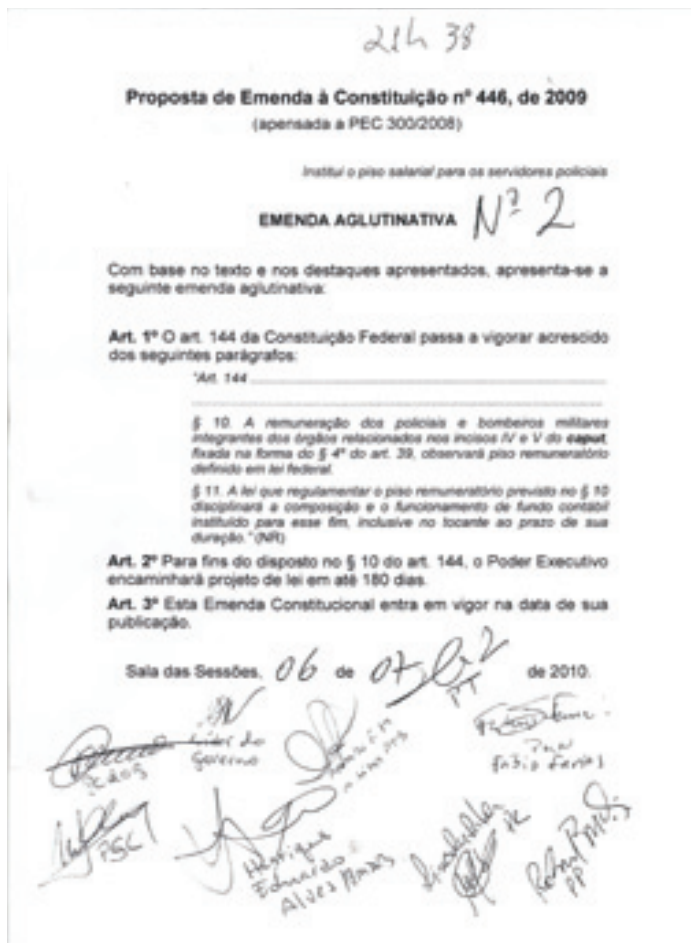 21h 38
Proposta de Emenda à Constituição nº 446, de 2009
(apensada a PEC 300/2008)
Institui o piso salarial para os servidores policiais
EMENDA AGLUTINATIVA Nº 2
Com base no texto e nos destaques apresentados, apresenta-se a
seguinte emenda aglutinativa:
Art. 1º O art. 144 da Constituição Federal passa a vigorar acrescido
dos seguintes parágrafos:
"Art. 144
§ 10. A remuneração dos policiais e bombeiros militares
integrantes dos órgãos relacionados nos incisos IV e V do caput,
fixada na forma do § 4º do art. 39, observará piso remuneratório
definido em lei federal.
§ 11. A lei que regulamentar o piso remuneratório previsto no § 10
disciplinará a composição e o funcionamento de fundo contábil
instituído para esse fim, inclusive no tocante ao prazo de sua
duração." (NR)
Art. 2º Para fins do disposto no § 10 do art. 144, o Poder Executivo
encaminhará projeto de lei em até 180 dias.
Art. 3º Esta Emenda Constitucional entra em vigor na data de sua
publicação.
Sala das Sessões, 06 de 07 de 2010.
PT
Líder do
Governo
Fábio Faria
PSC
Henrique
Eduardo
Alves
PR
PP